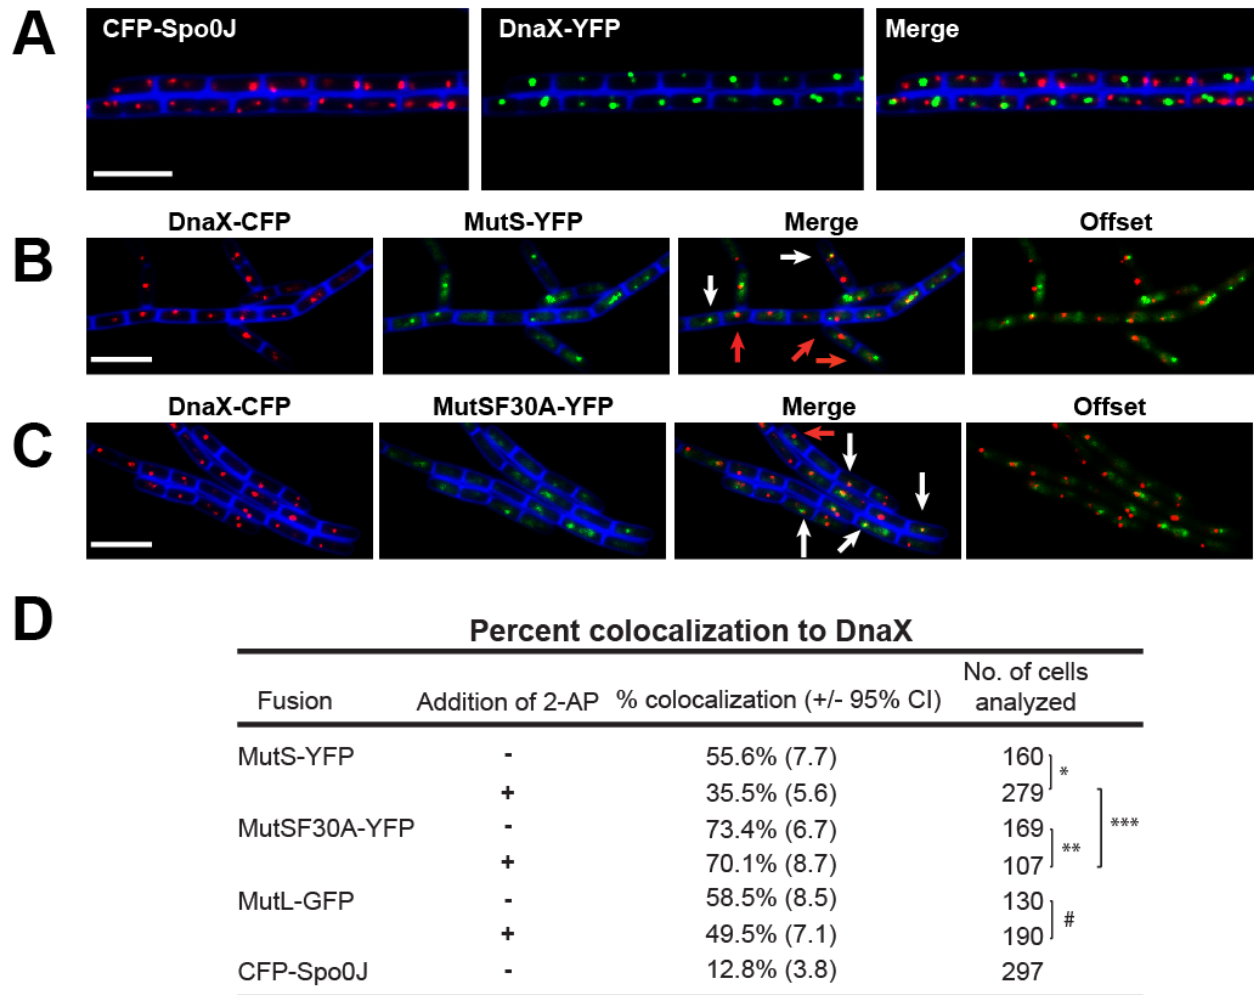 A
CFP-Spo0J
DnaX-YFP
Merge
B
DnaX-CFP
MutS-YFP
Merge
Offset
C
DnaX-CFP
MutSF30A-YFP
Merge
Offset
D
Percent colocalization to DnaX
Fusion Addition of 2-AP % colocalization (+/- 95% CI) No. of cells analyzed
MutS-YFP - 55.6% (7.7) 160
+ 35.5% (5.6) 279
*
MutSF30A-YFP - 73.4% (6.7) 169
+ 70.1% (8.7) 107
**
***
MutL-GFP - 58.5% (8.5) 130
+ 49.5% (7.1) 190
#
CFP-Spo0J - 12.8% (3.8) 297